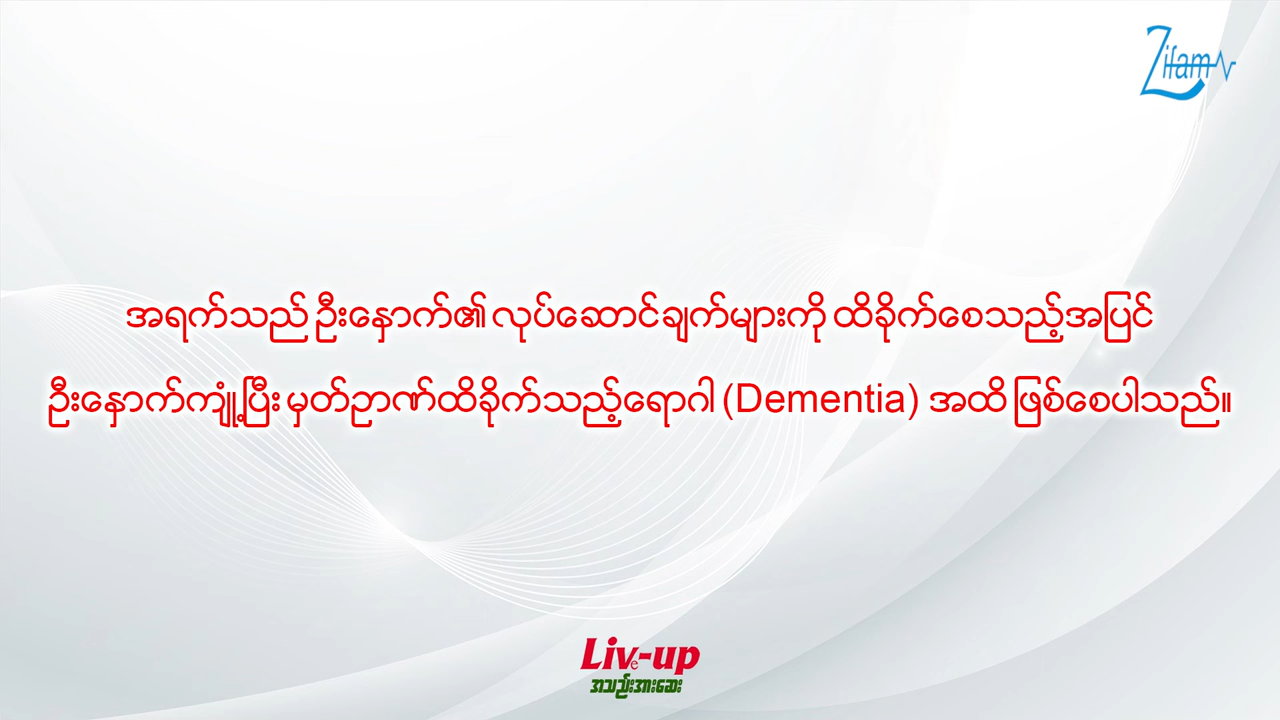 Zifam
အရက်သည် ဦးနှောက်၏ လုပ်ဆောင်ချက်များကို ထိခိုက်စေသည့်အပြင်
ဦးနှောက်ကျုံ့ပြီး မှတ်ဉာဏ်ထိခိုက်သည့်ရောဂါ (Dementia) အထိ ဖြစ်စေပါသည်။
Live-up
အသည်းအားဆေး